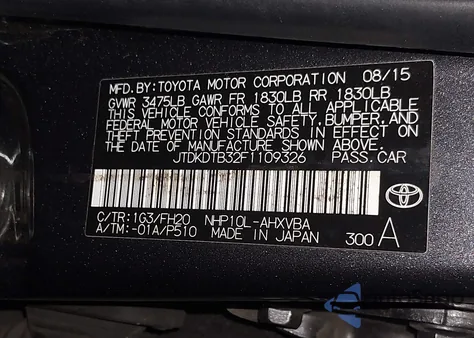 MFD.BY:TOYOTA MOTOR CORPORATION 08/15
GVWR 3475LB GAWR FR 1830LB RR 1830LB
THIS VEHICLE CONFORMS TO ALL APPLICABLE
FEDERAL MOTOR VEHICLE SAFETY, BUMPER,
AND THEFT PREVENTION STANDARDS IN EFFECT
ON THE DATE OF MANUFACTURE SHOWN ABOVE.
JTDKDTB32F1109326 PASS.CAR
C/TR:1G3/FH20 NHP10L-AHXVBA
A/TM:-01A/P510 MADE IN JAPAN 300 A